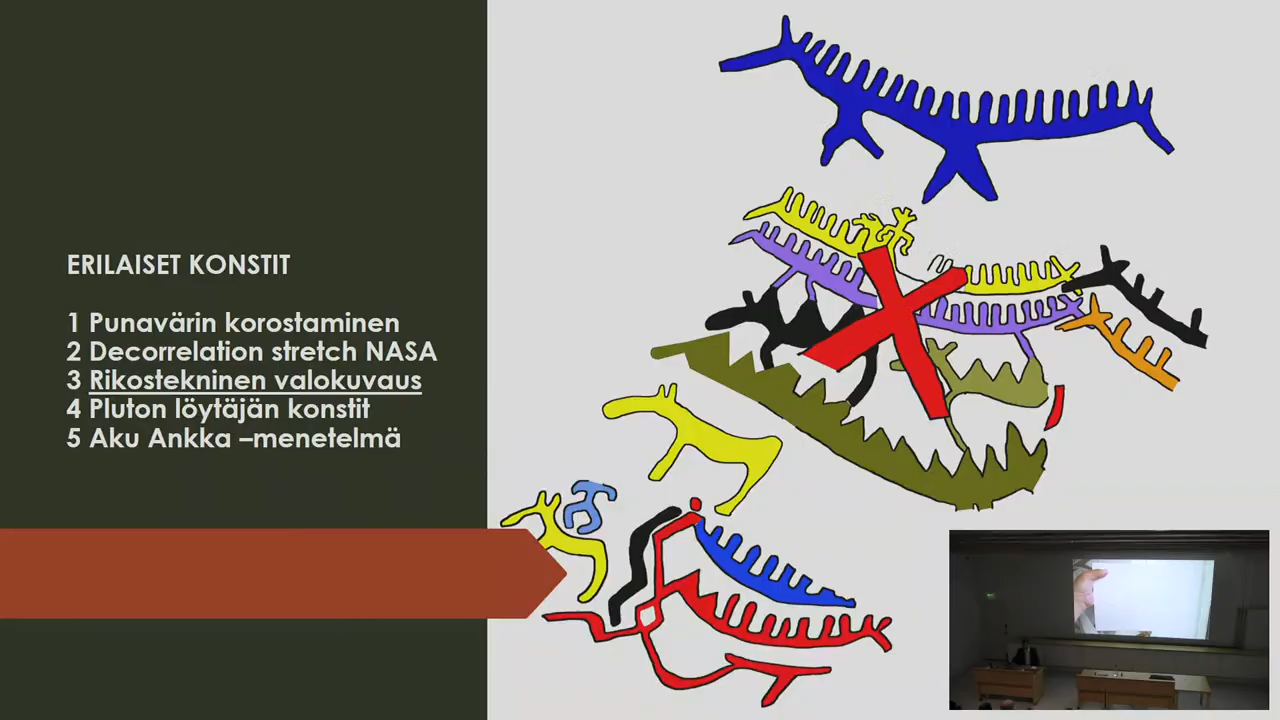 ERILAISET KONSTIT
1 Punavärin korostaminen
2 Decorrelation stretch NASA
3 Rikostekninen valokuvaus
4 Pluton löytäjän konstit
5 Aku Ankka –menetelmä